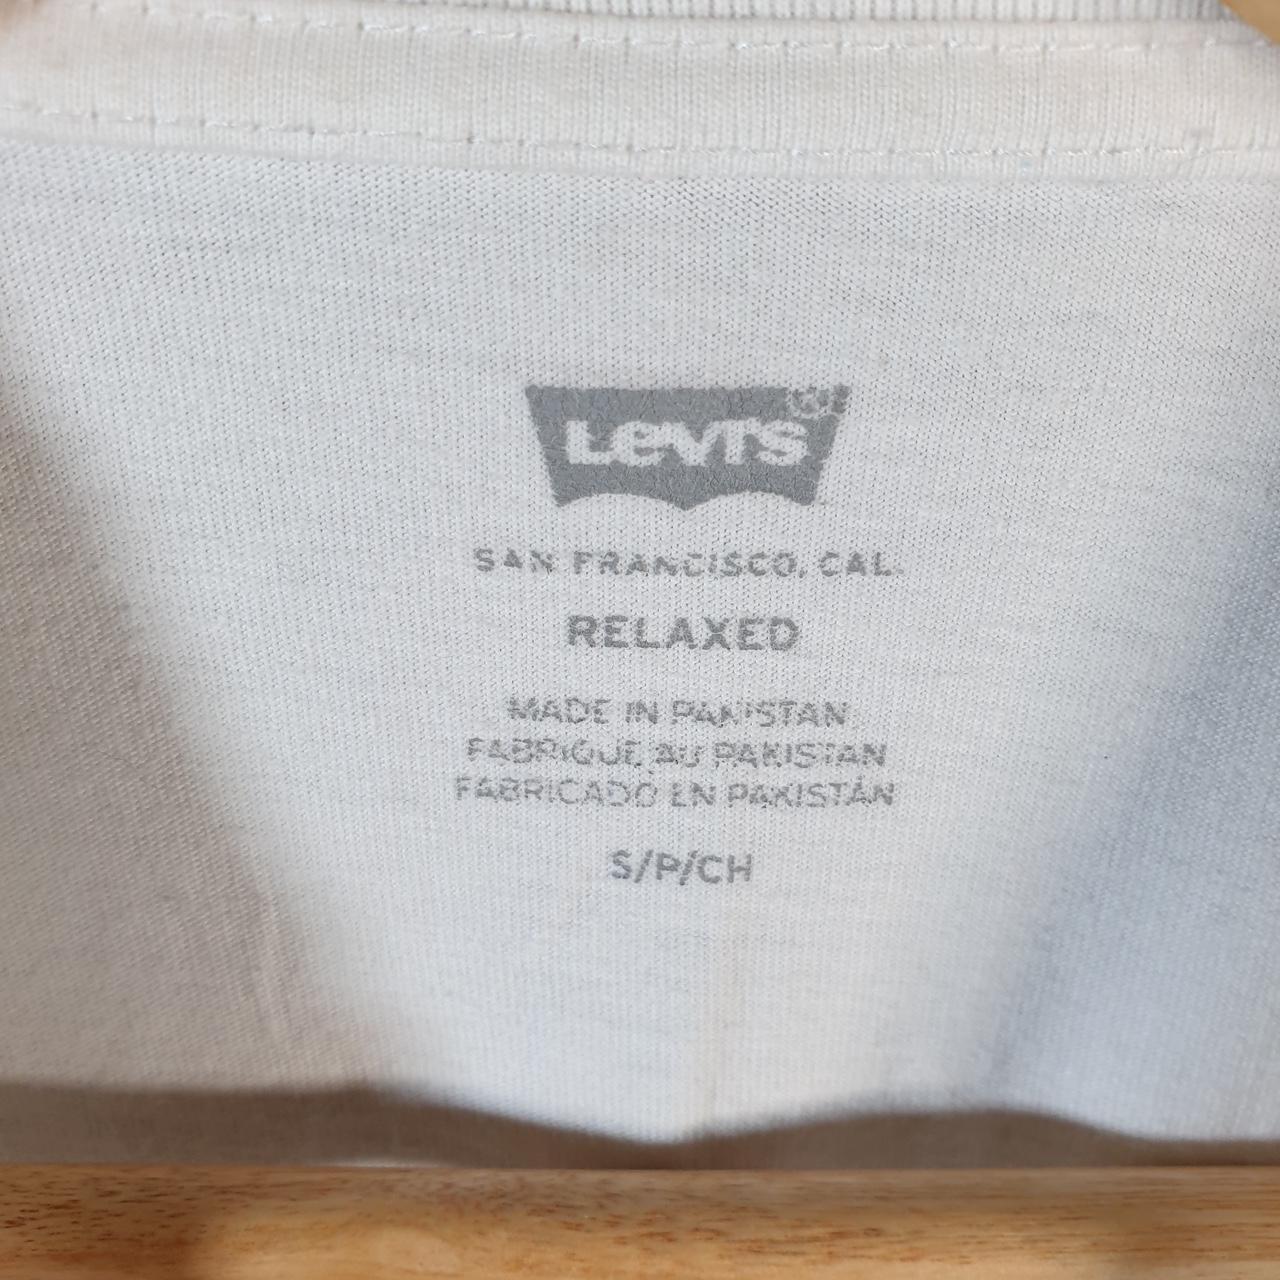 Levi's®
SAN FRANCISCO, CAL.
RELAXED
MADE IN PAKISTAN
FABRIQUE AU PAKISTAN
FABRICADO EN PAKISTÁN
S/P/CH